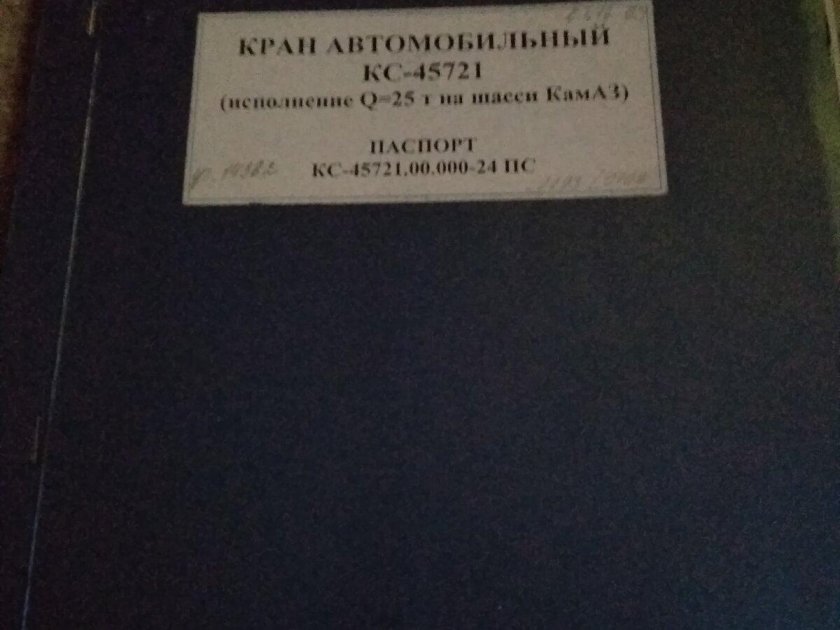 КРАН АВТОМОБИЛЬНЫЙ
КС-45721
(исполнение Q=25 т на шасси КамАЗ)
ПАСПОРТ
КС-45721.00.000-24 ПС